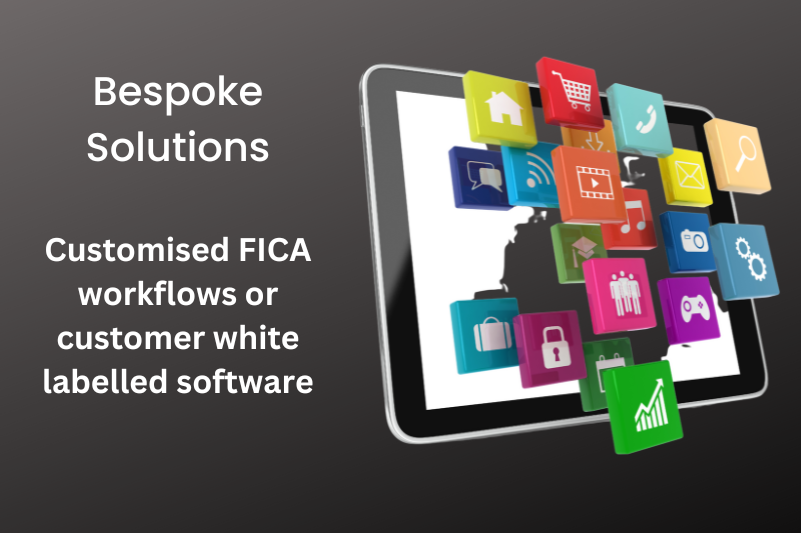 Bespoke
Solutions
Customised FICA
workflows or
customer white
labelled software